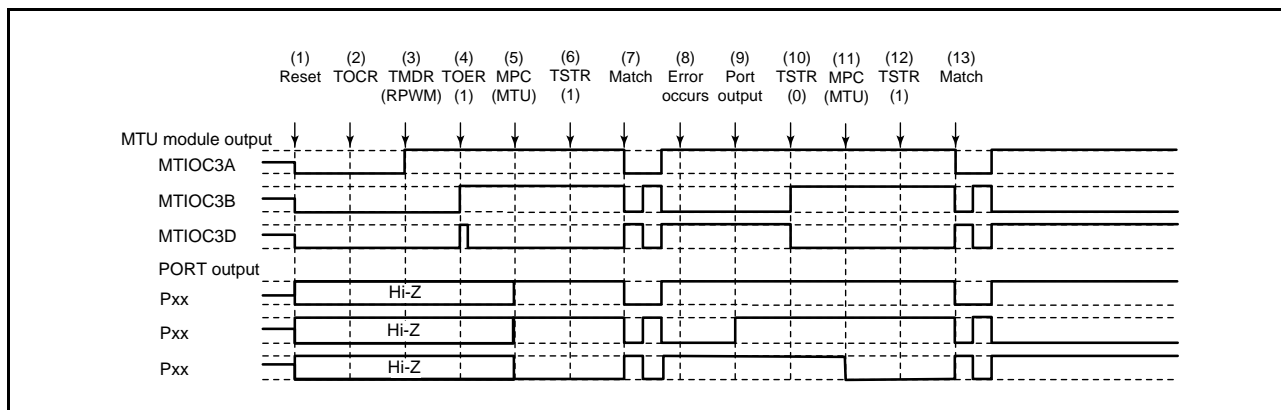 (1) (2) (3) (4) (5) (6) (7) (8) (9) (10) (11) (12) (13)
Reset TOCR TMDR TOER MPC TSTR Match Error Port TSTR MPC TSTR Match
(RPWM) (1) (MTU) (1) occurs output (0) (MTU) (1)
MTU module output
MTIOC3A
MTIOC3B
MTIOC3D
PORT output
Pxx Hi-Z
Pxx Hi-Z
Pxx Hi-Z